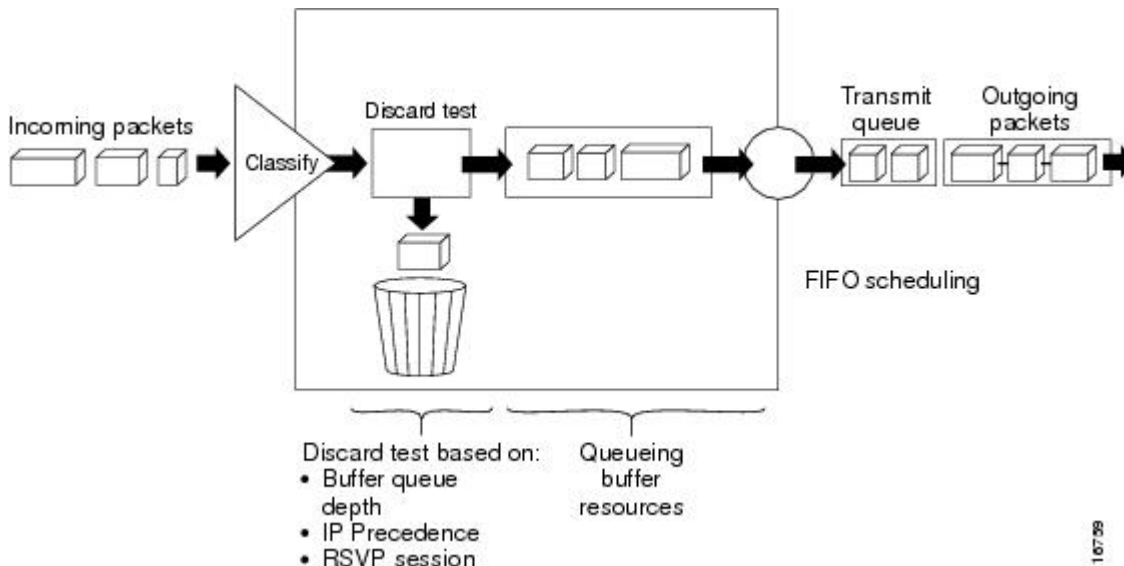 Incoming packets
Classify
Discard test
Transmit
queue
Outgoing
packets
FIFO scheduling
Discard test based on:
• Buffer queue
depth
• IP Precedence
• RSVP session
Queueing
buffer
resources
16759